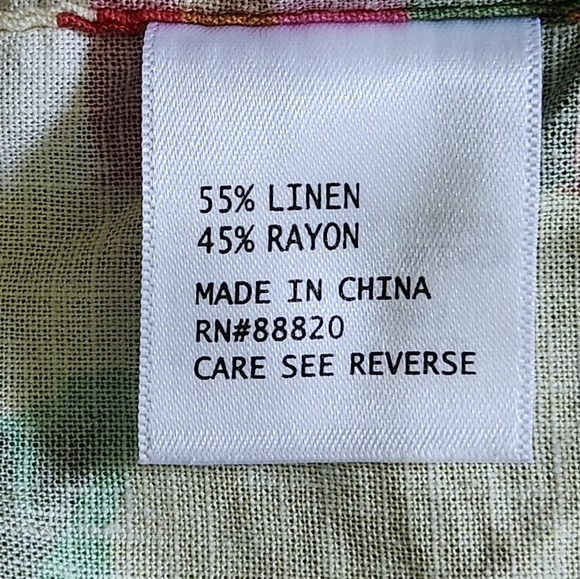 55% LINEN
45% RAYON
MADE IN CHINA
RN#88820
CARE SEE REVERSE